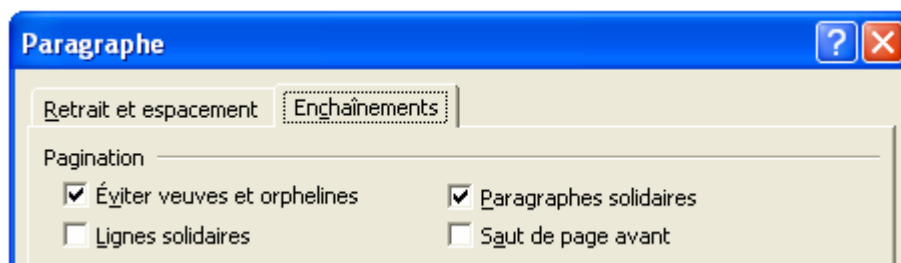 Paragraphe
Retrait et espacement Enchaînements
Pagination
Éviter veuves et orphelines Paragraphes solidaires
Lignes solidaires Saut de page avant